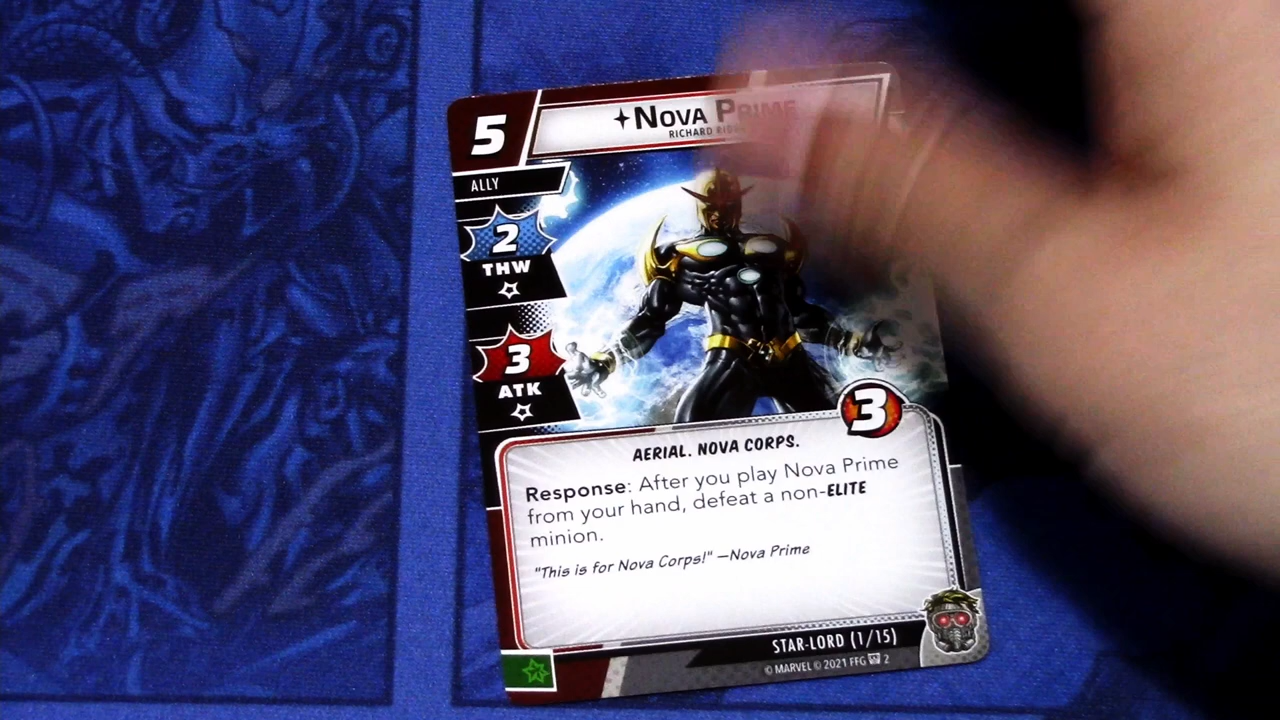 5 NOVA PRIME
RICHARD
ALLY
2
THW
3
ATK
3
AERIAL. NOVA CORPS.
Response: After you play Nova Prime
from your hand, defeat a non-ELITE
minion.
"This is for Nova Corps!" —Nova Prime
STAR-LORD (1/15)
© MARVEL © 2021 FFG 2